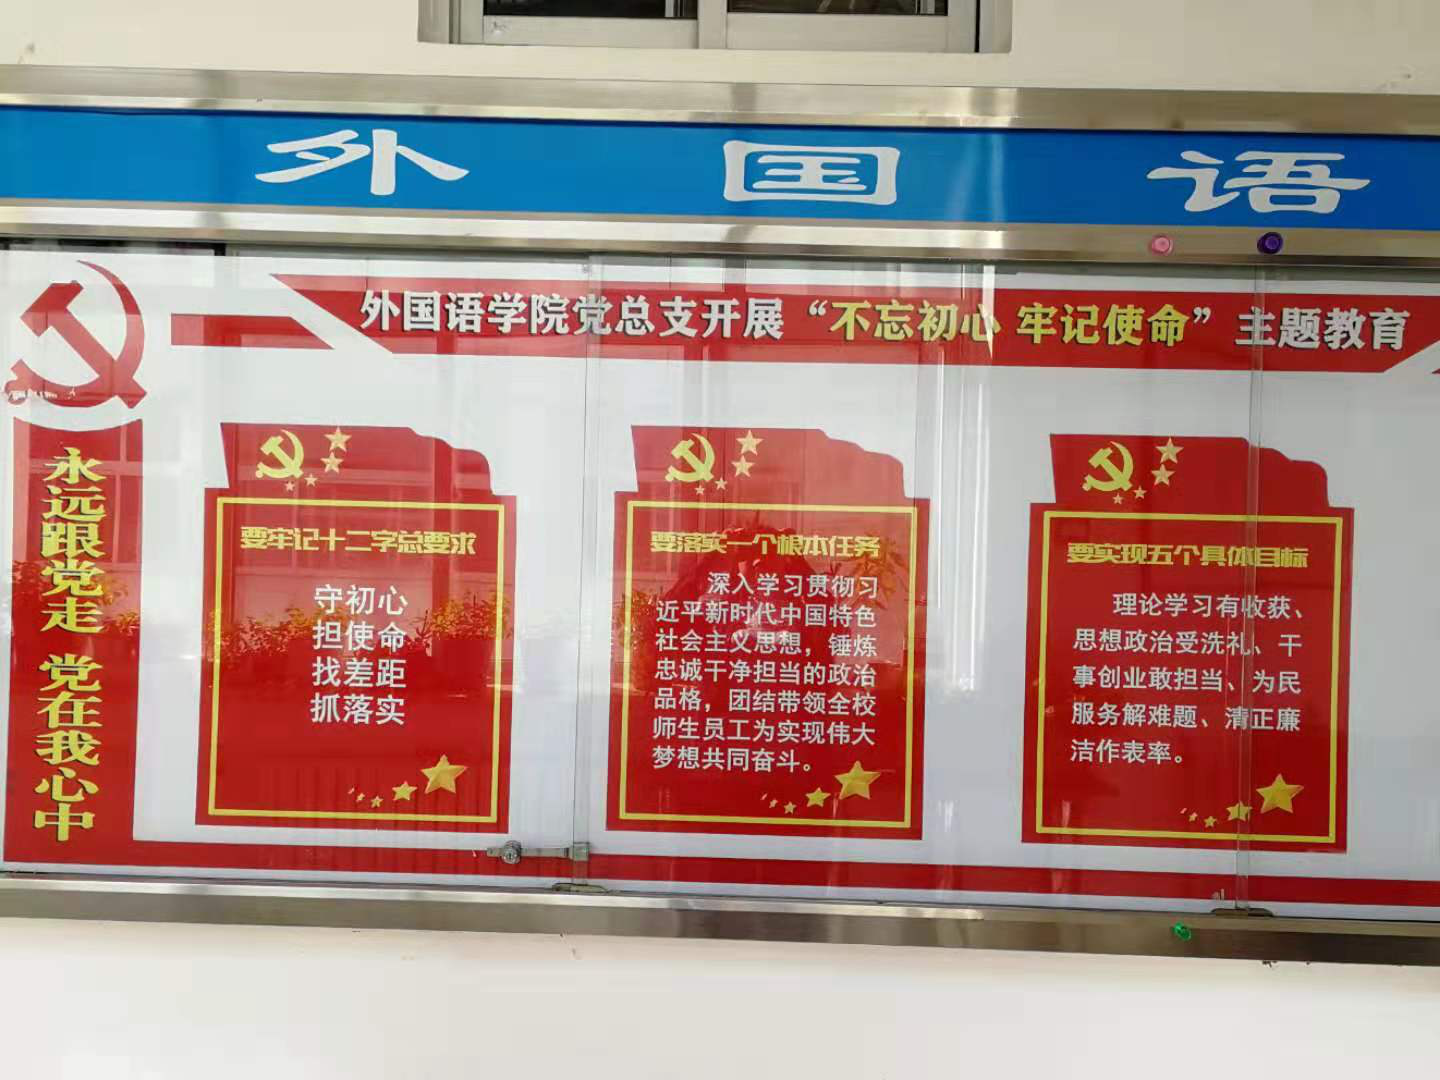 外国语
外国语学院党总支开展“不忘初心 牢记使命”主题教育
永远跟党走 党在我心中
要牢记十二字总要求
守初心
担使命
找差距
抓落实
要落实一个根本任务
深入学习贯彻习
近平新时代中国特色
社会主义思想，锤炼
忠诚干净担当的政治
品格，团结带领全校
师生员工为实现伟大
梦想共同奋斗。
要实现五个具体目标
理论学习有收获、
思想政治受洗礼、干
事创业敢担当、为民
服务解难题、清正廉
洁作表率。